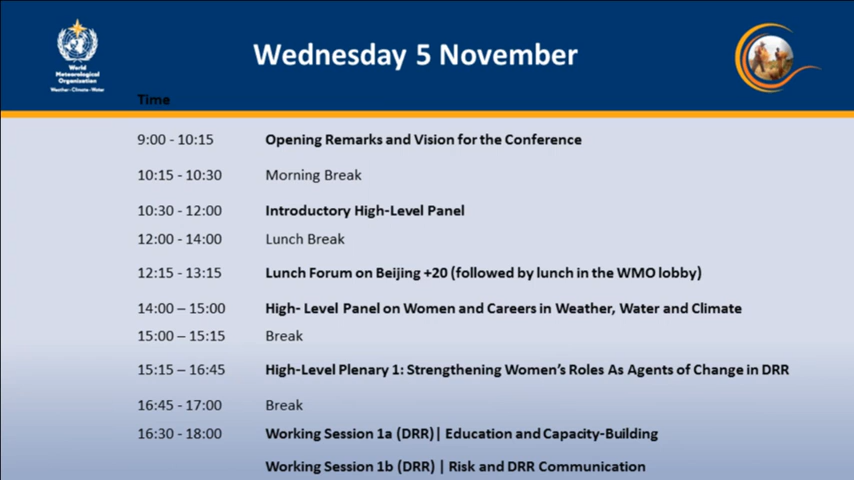 World
Meteorological
Organization
Weather • Climate • Water
Wednesday 5 November
Time
9:00 - 10:15 Opening Remarks and Vision for the Conference
10:15 - 10:30 Morning Break
10:30 - 12:00 Introductory High-Level Panel
12:00 - 14:00 Lunch Break
12:15 - 13:15 Lunch Forum on Beijing +20 (followed by lunch in the WMO lobby)
14:00 – 15:00 High- Level Panel on Women and Careers in Weather, Water and Climate
15:00 – 15:15 Break
15:15 – 16:45 High-Level Plenary 1: Strengthening Women’s Roles As Agents of Change in DRR
16:45 - 17:00 Break
16:30 - 18:00 Working Session 1a (DRR)| Education and Capacity-Building
Working Session 1b (DRR) | Risk and DRR Communication